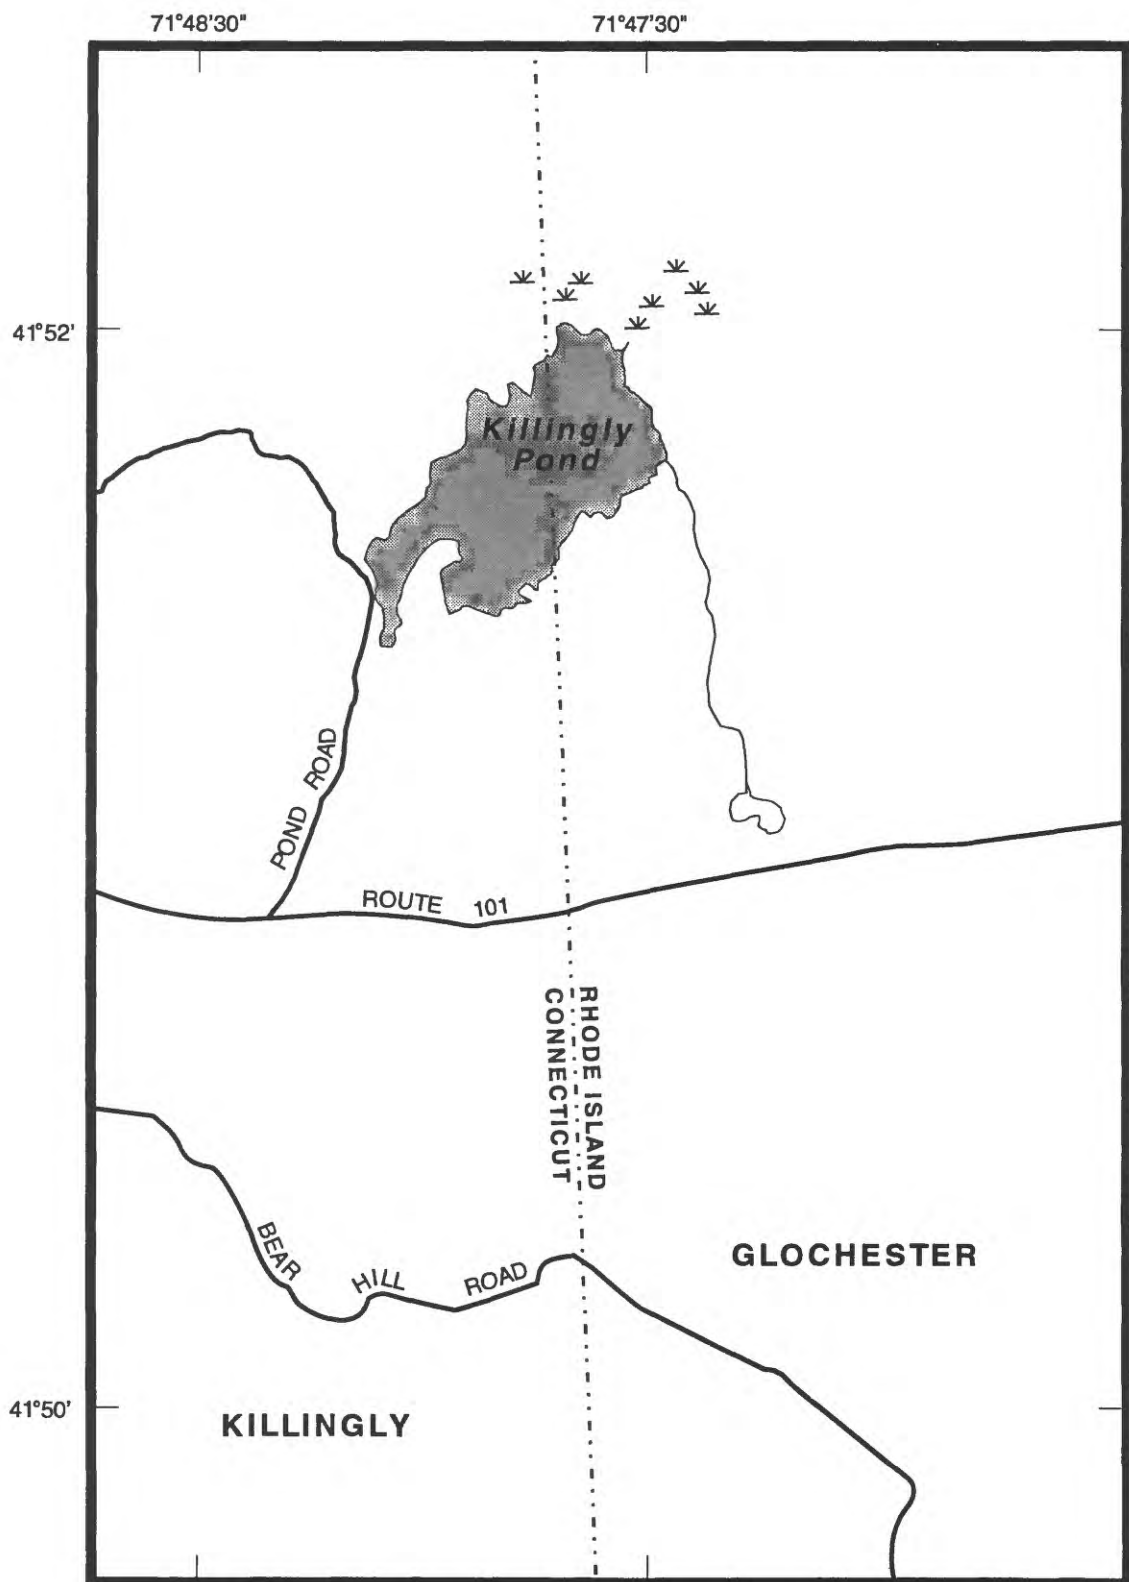 71°48'30"
71°47'30"
41°52'
Killingly
Pond
POND ROAD
ROUTE 101
RHODE ISLAND
CONNECTICUT
BEAR HILL ROAD
GLOCHESTER
41°50'
KILLINGLY